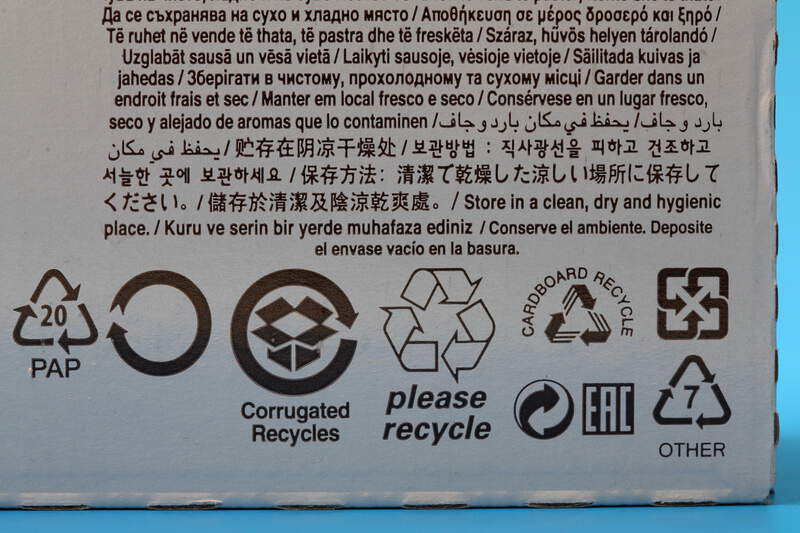 Да се съхранява на сухо и хладно място / Αποθήκευση σε μέρος δροσερό και ξηρό /
Të ruhet në vende të thata, të pastra dhe të freskëta / Száraz, hűvös helyen tárolandó /
Uzglabāt sausā un vēsā vietā / Laikyti sausoje, vėsioje vietoje / Säilitada kuivas ja
jahedas / Зберігати в чистому, прохолодному та сухому місці / Garder dans un
endroit frais et sec / Manter em local fresco e seco / Consérvese en un lugar fresco,
seco y alejado de aromas que lo contaminen / يحفظ في مكان بارد و جاف / بارد و جاف
يحفظ في مكان / 贮存在阴凉干燥处 / 보관방법 : 직사광선을 피하고 건조하고
서늘한 곳에 보관하세요 / 保存方法：清潔で乾燥した涼しい場所に保存して
ください。/ 儲存於清潔及陰涼乾爽處。/ Store in a clean, dry and hygienic
place. / Kuru ve serin bir yerde muhafaza ediniz / Conserve el ambiente. Deposite
el envase vacío en la basura.
20
PAP
Corrugated
Recycles
please
recycle
CARDBOARD RECYCLE
EAC
7
OTHER